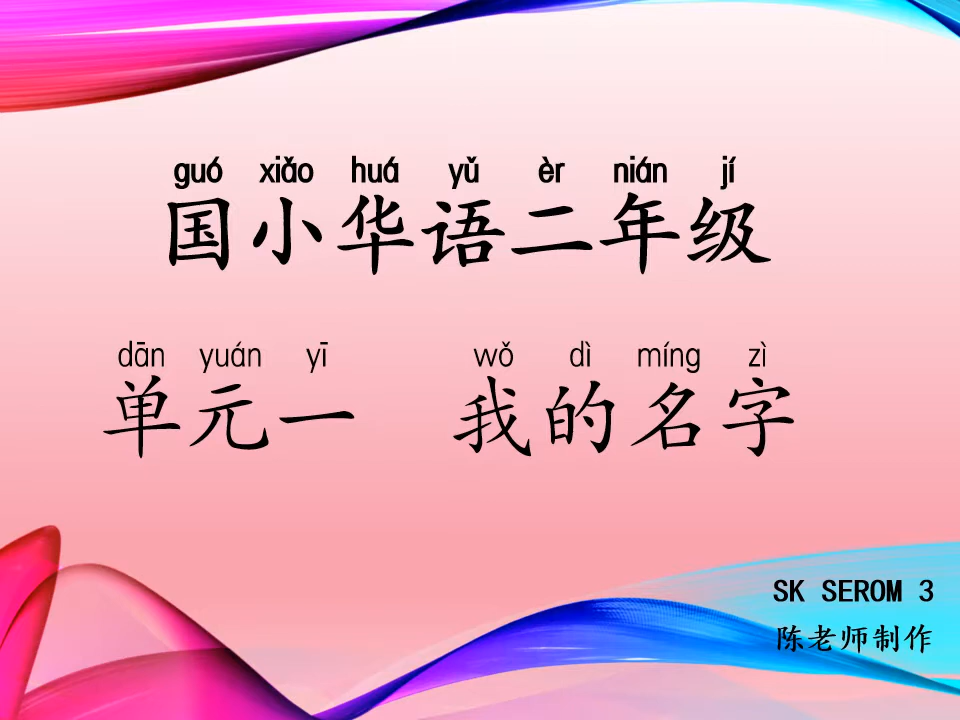 guó xiǎo huá yǔ èr nián jí
国小华语二年级
dān yuán yī wǒ dì míng zì
单元一 我的名字
SK SEROM 3
陈老师制作